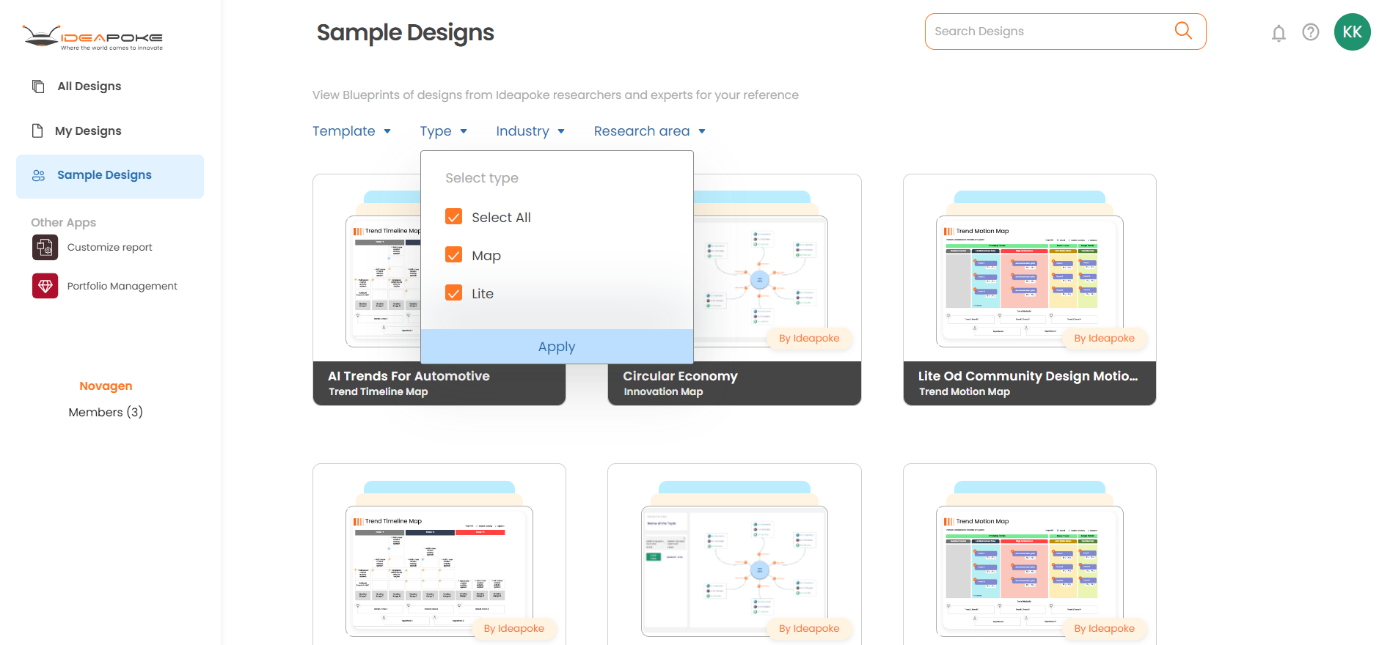 IDEAPOKE
Where the world comes to innovate
Sample Designs
Search Designs
KK
All Designs
My Designs
Sample Designs
Other Apps
Customize report
Portfolio Management
Novagen
Members (3)
View Blueprints of designs from Ideapoke researchers and experts for your reference
Template
Type
Industry
Research area
Select type
Select All
Map
Lite
Apply
Trend Timeline Map
AI Trends For Automotive
Trend Timeline Map
By Ideapoke
Circular Economy
Innovation Map
Trend Motion Map
By Ideapoke
Lite Od Community Design Motio...
Trend Motion Map
Trend Timeline Map
By Ideapoke
By Ideapoke
Trend Motion Map
By Ideapoke